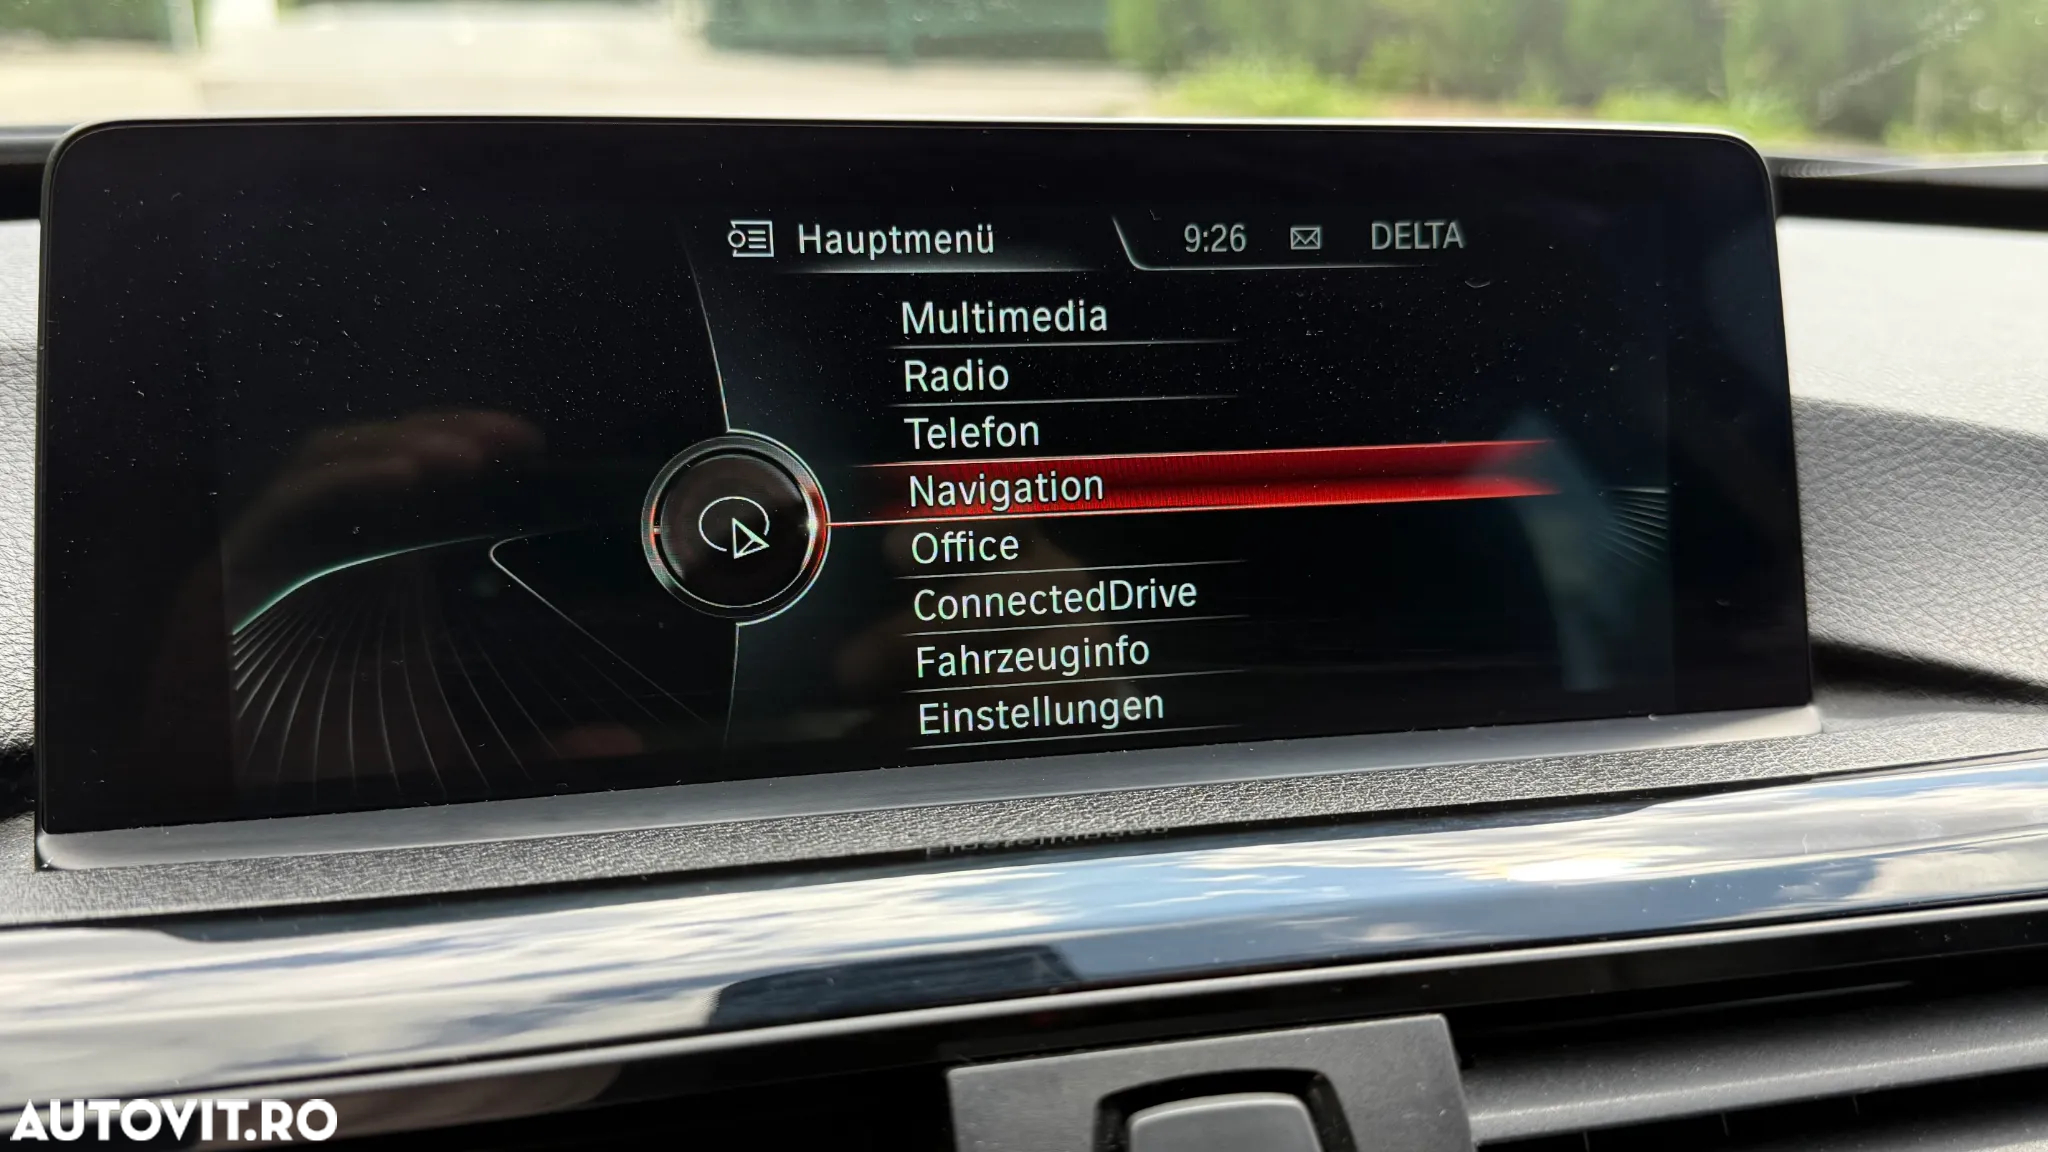 Hauptmenü 9:26 DELTA
Multimedia
Radio
Telefon
Navigation
Office
ConnectedDrive
Fahrzeuginfo
Einstellungen
AUTOVIT.RO